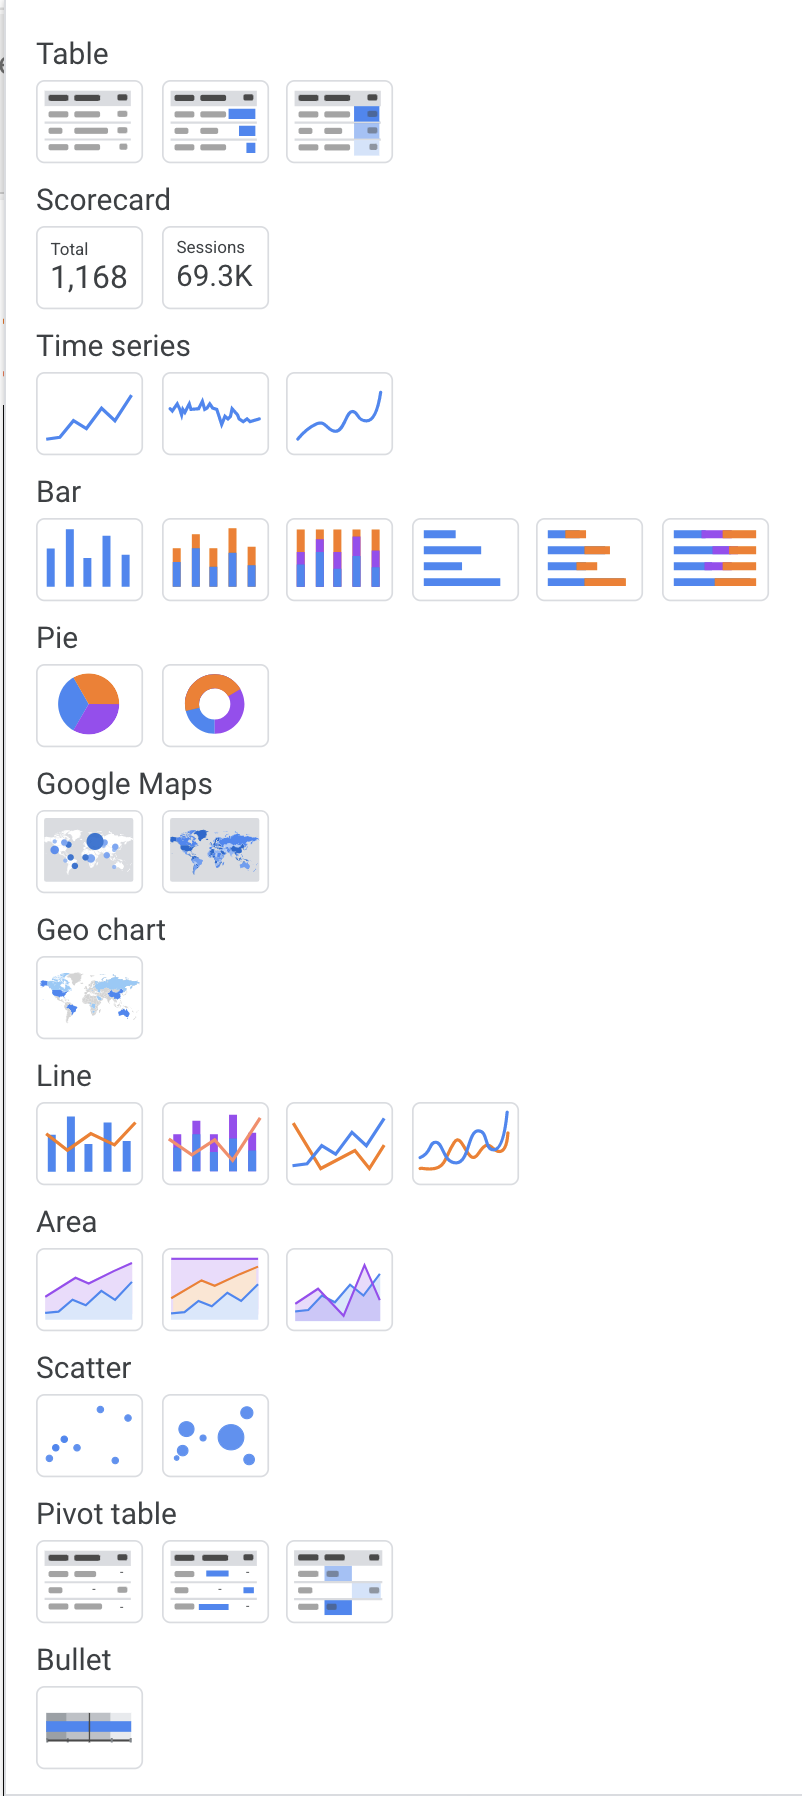 Table
Scorecard
Total
1,168
Sessions
69.3K
Time series
Bar
Pie
Google Maps
Geo chart
Line
Area
Scatter
Pivot table
Bullet